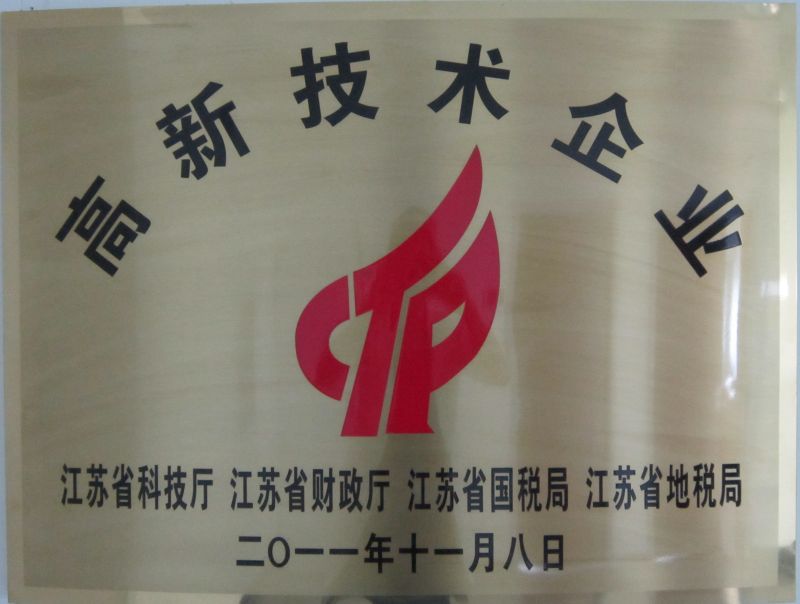 高新技术企业
江苏省科技厅 江苏省财政厅 江苏省国税局 江苏省地税局
二〇一一年十一月八日